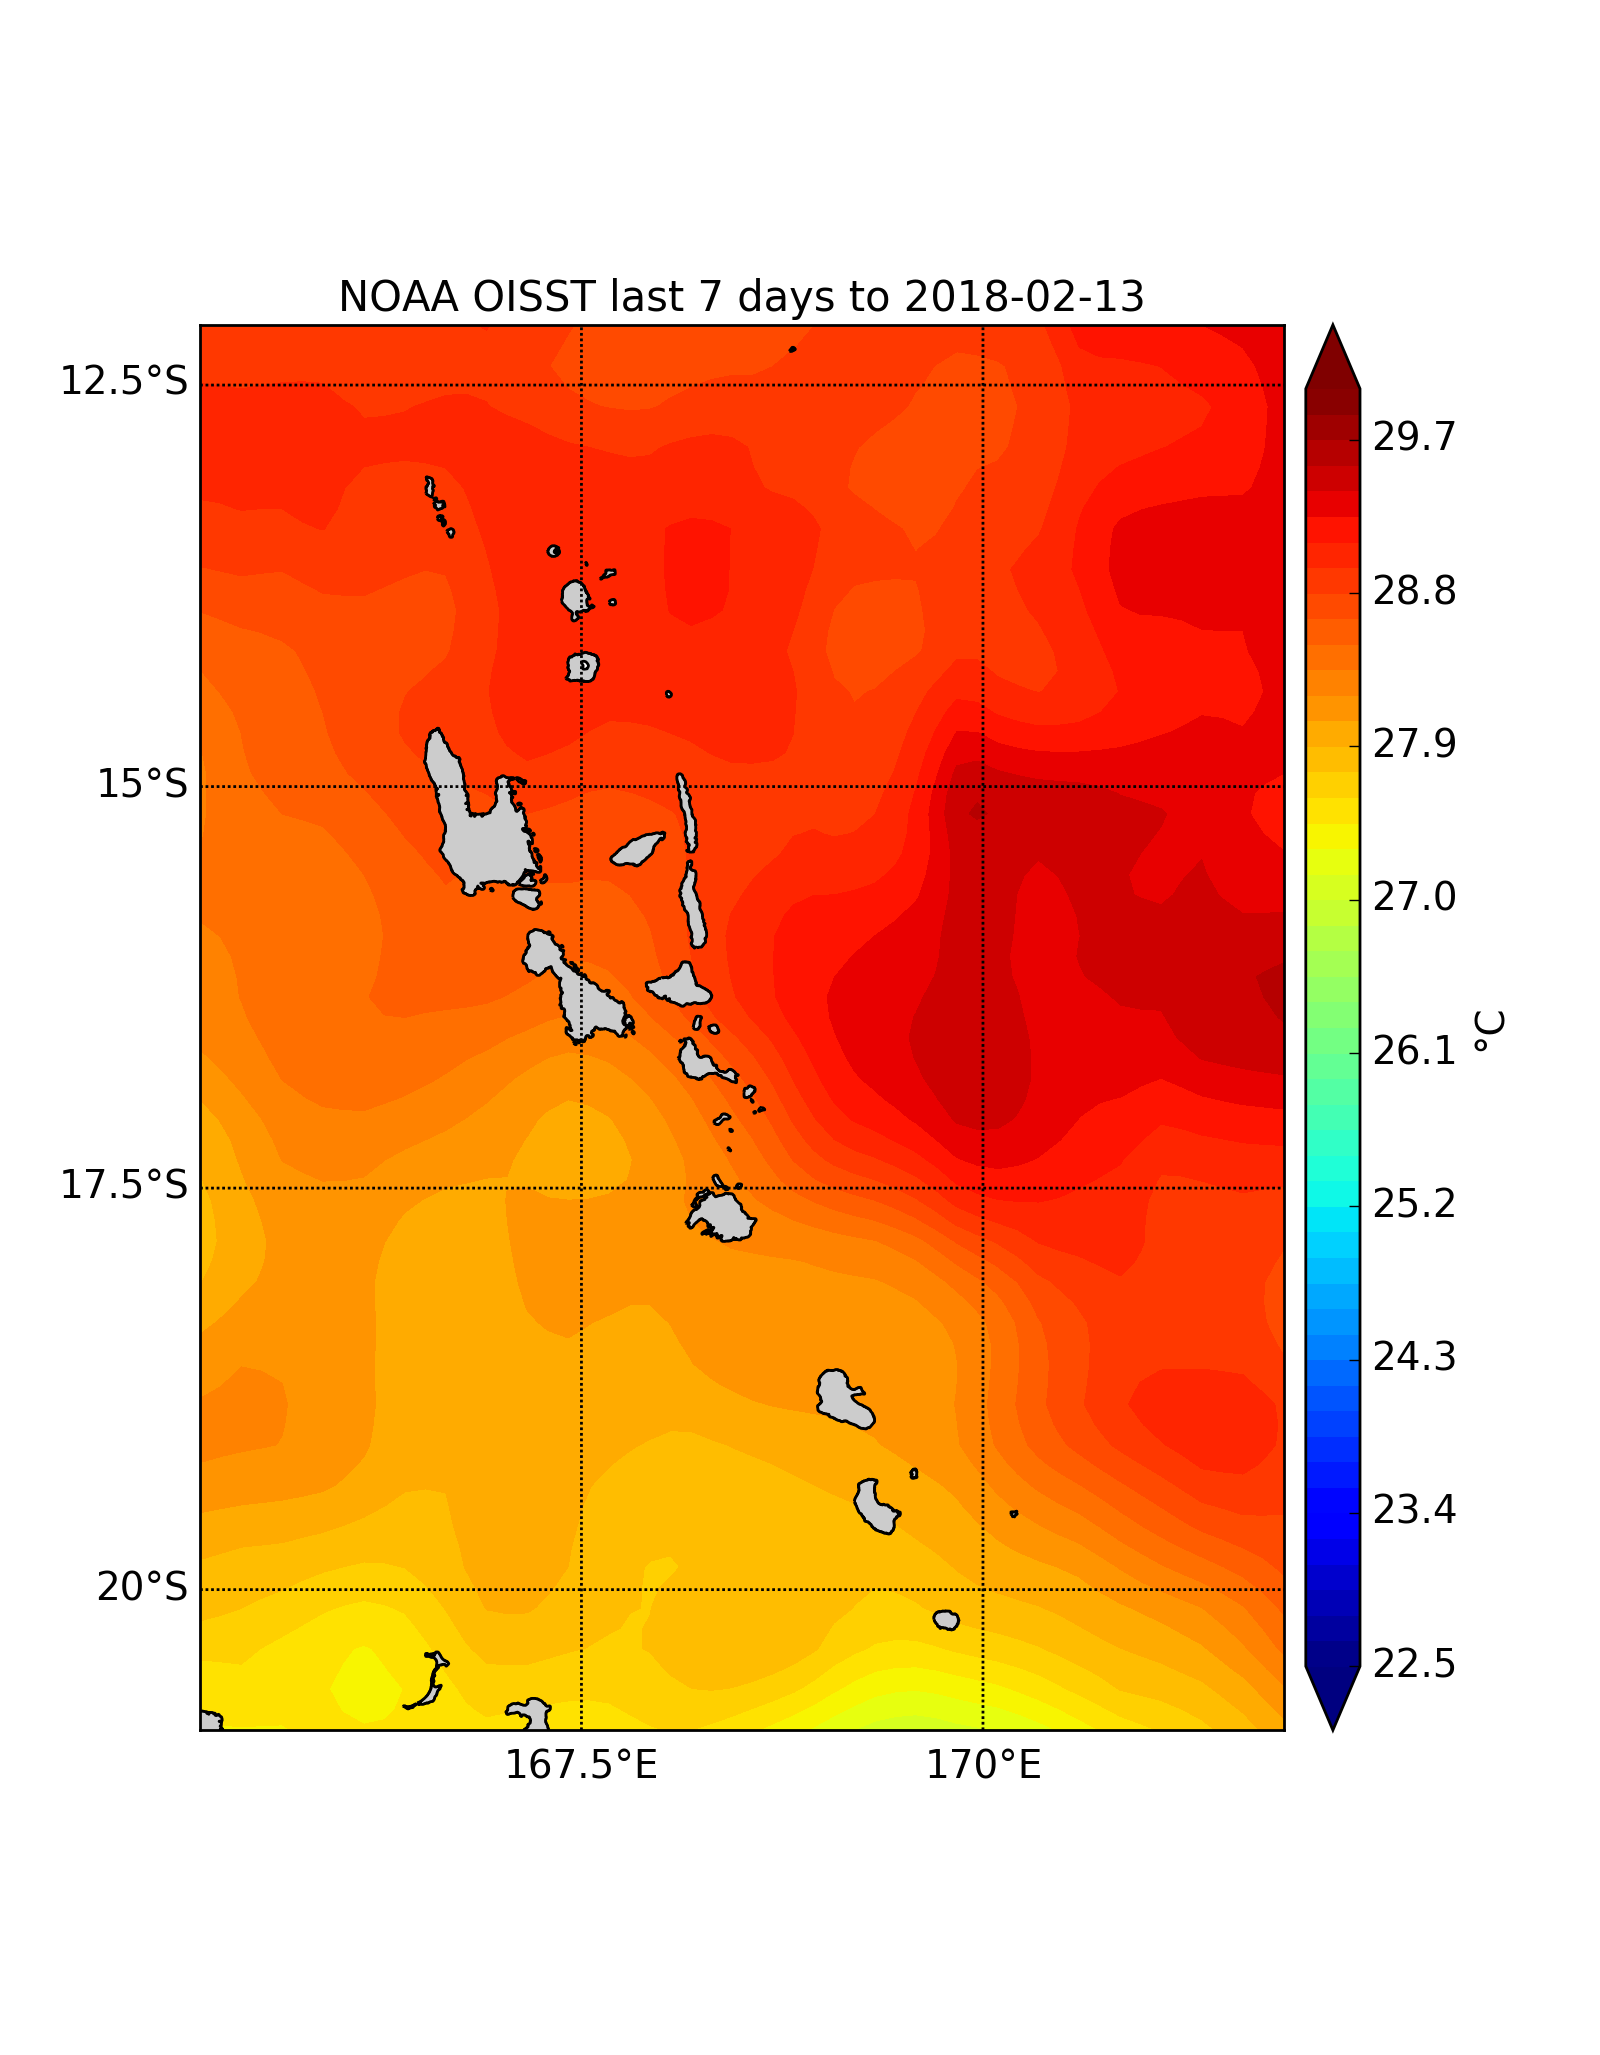 NOAA OISST last 7 days to 2018-02-13
12.5°S
15°S
17.5°S
20°S
167.5°E
170°E
29.7
28.8
27.9
27.0
26.1
25.2
24.3
23.4
22.5
°C